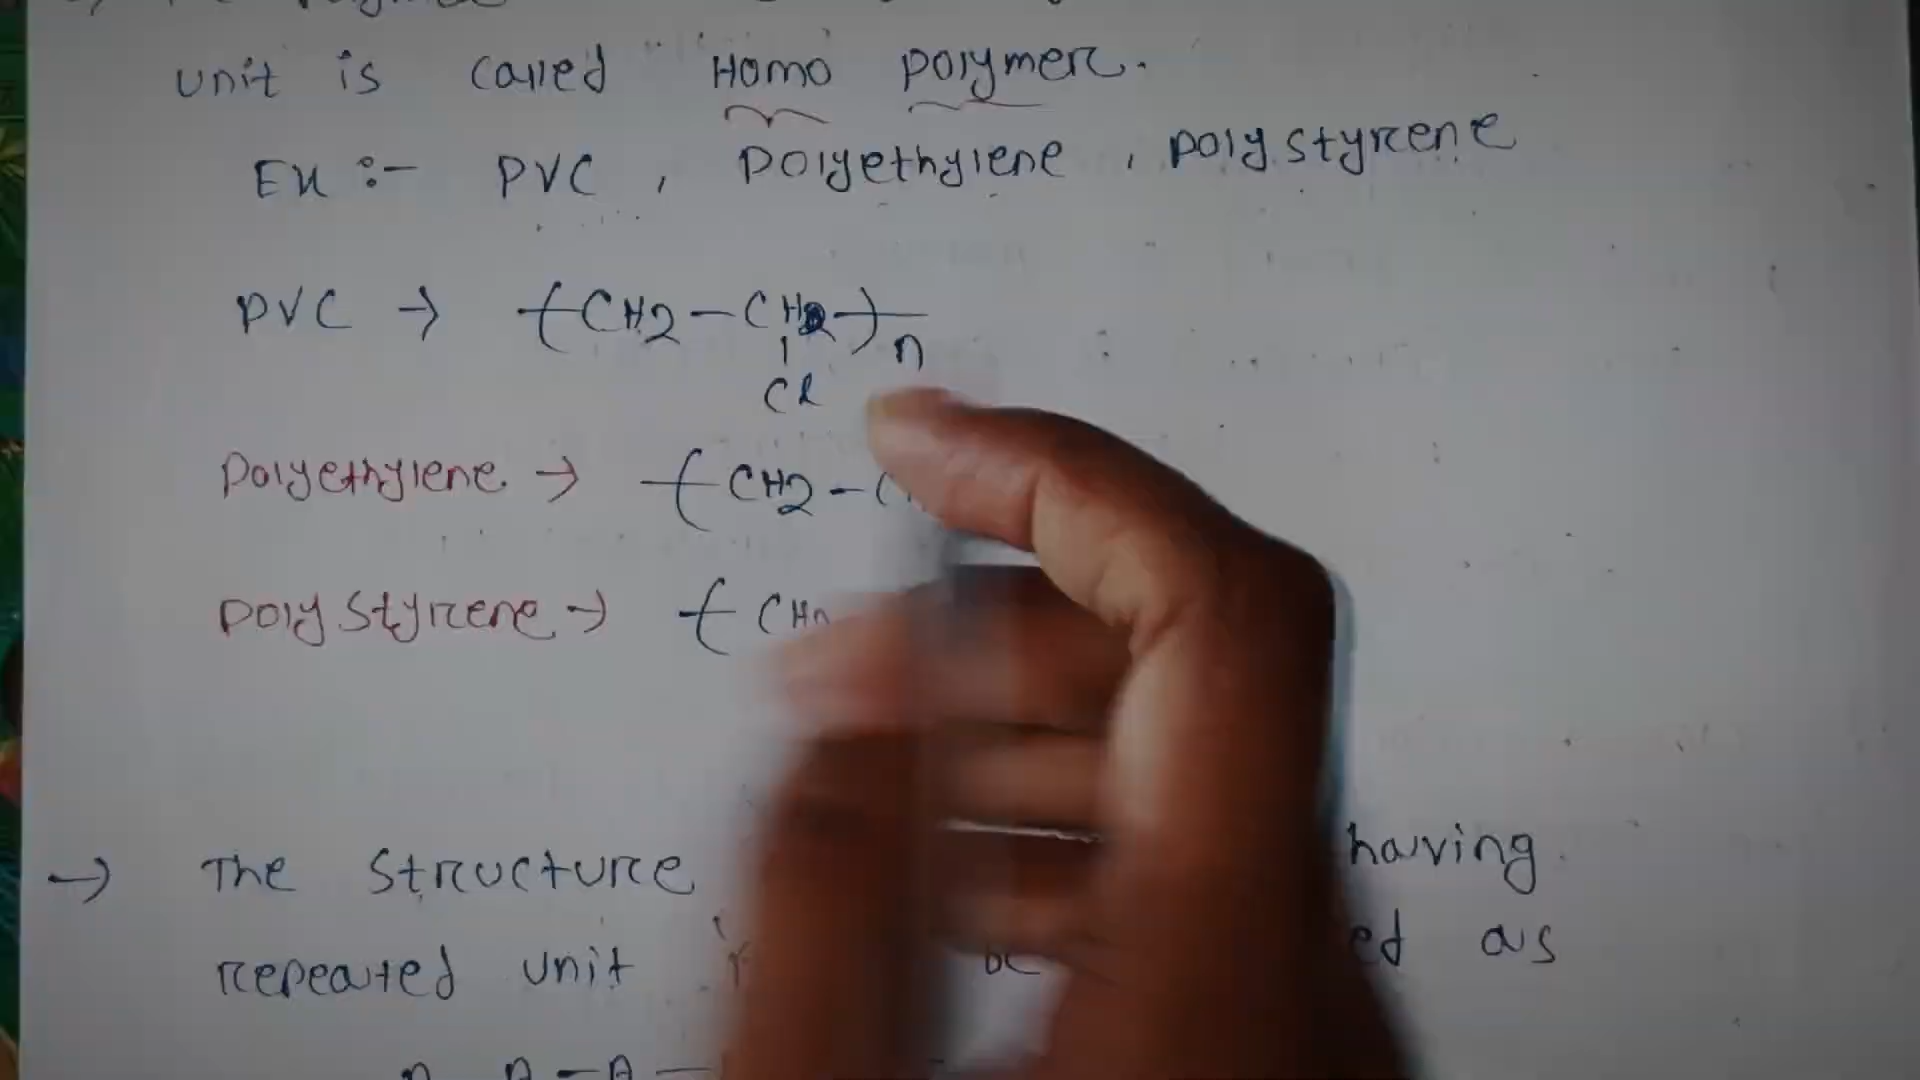 unit is called Homo polymer.
Ex :- PVC , Polyethylene , polystyrene
PVC → -(CH2-CH-)n
Cl
Polyethylene → -(CH2-
Polystyrene → -(
→ The structure having
repeated unit as
A-A-